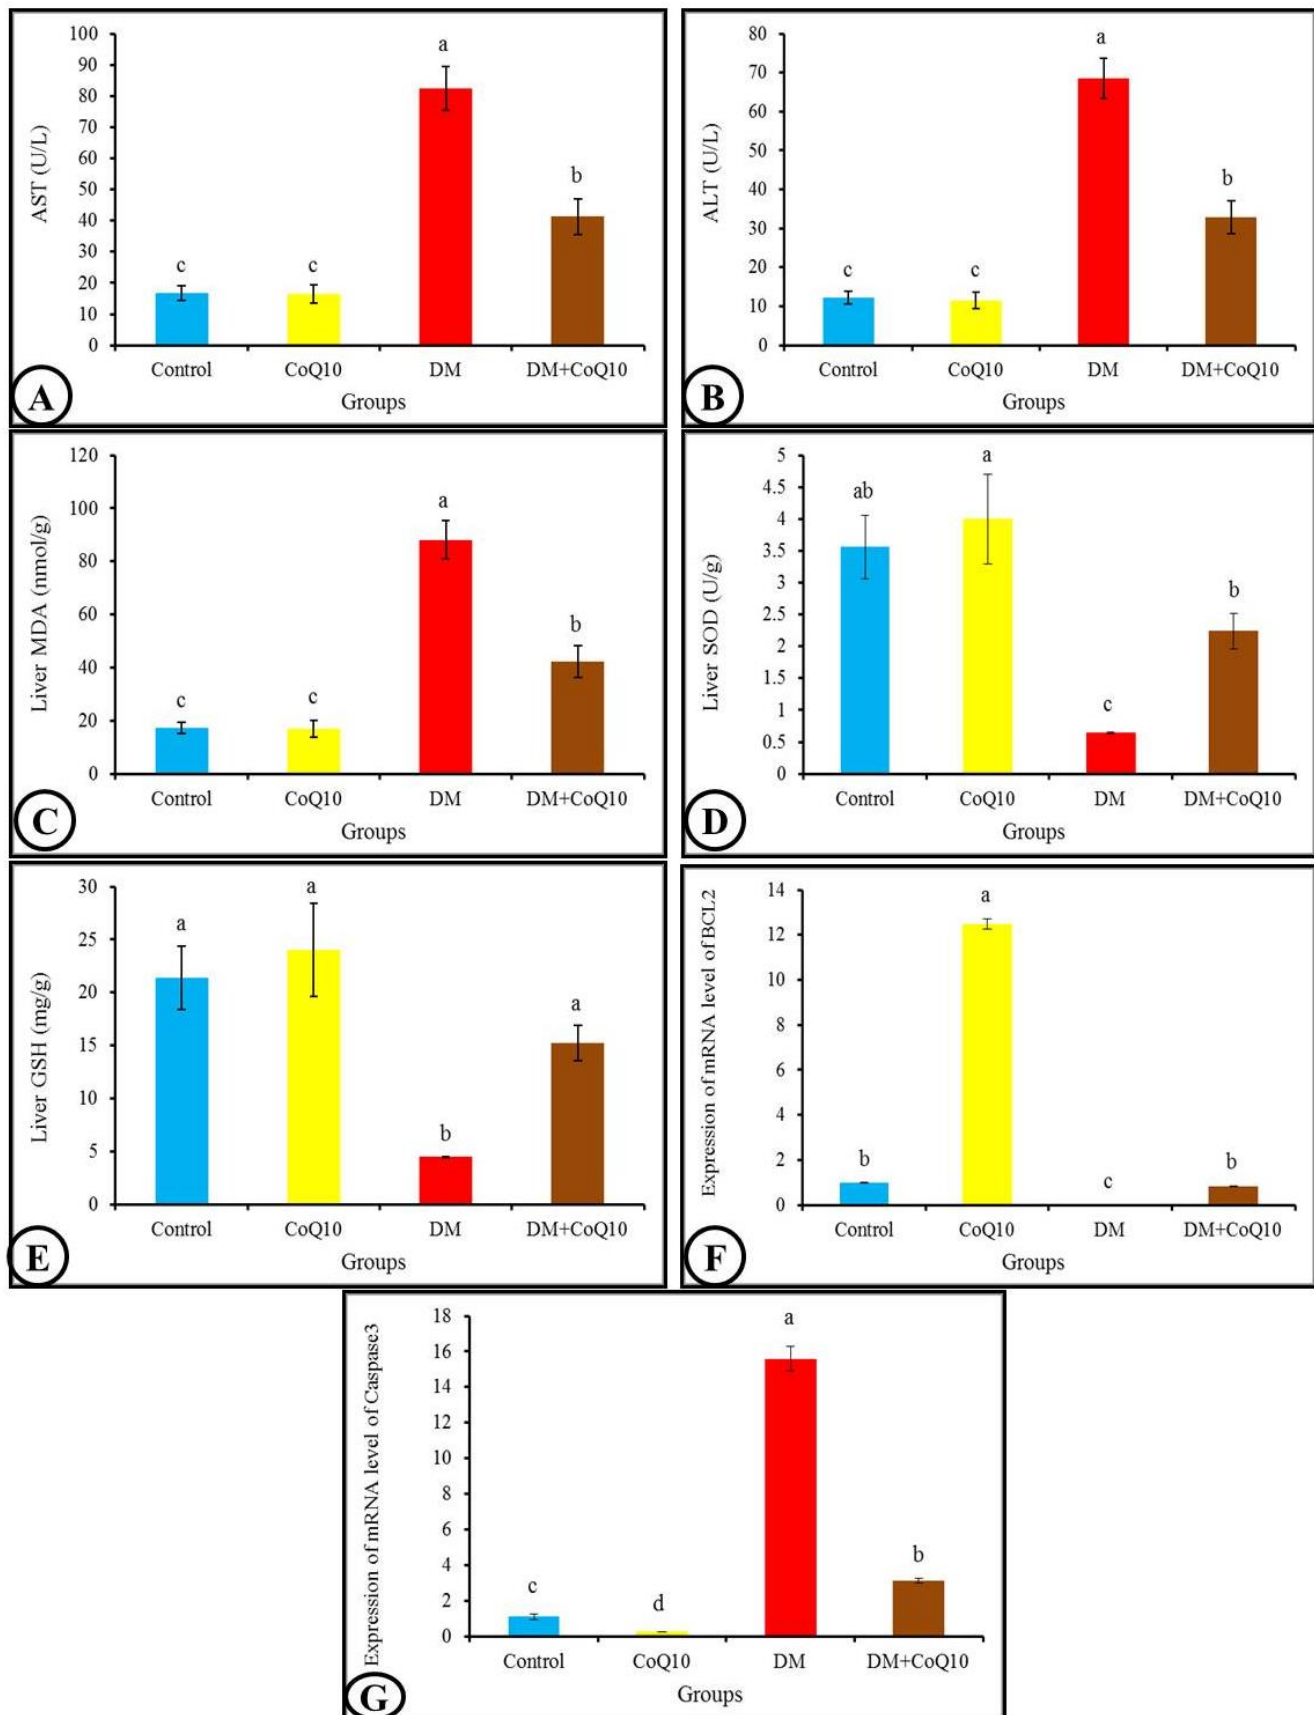 AST (U/L)
100
90
80
70
60
50
40
30
20
10
0
c
c
a
b
Control CoQ10 DM DM+CoQ10
Groups
A
ALT (U/L)
80
70
60
50
40
30
20
10
0
c
c
a
b
Control CoQ10 DM DM+CoQ10
Groups
B
Liver MDA (nmol/g)
120
100
80
60
40
20
0
c
c
a
b
Control CoQ10 DM DM+CoQ10
Groups
C
Liver SOD (U/g)
5
4.5
4
3.5
3
2.5
2
1.5
1
0.5
0
ab
a
c
b
Control CoQ10 DM DM+CoQ10
Groups
D
Liver GSH (mg/g)
30
25
20
15
10
5
0
a
a
b
a
Control CoQ10 DM DM+CoQ10
Groups
E
Expression of mRNA level of BCL2
14
12
10
8
6
4
2
0
b
a
c
b
Control CoQ10 DM DM+CoQ10
Groups
F
Expression of mRNA level of Caspase3
18
16
14
12
10
8
6
4
2
0
c
d
a
b
Control CoQ10 DM DM+CoQ10
Groups
G